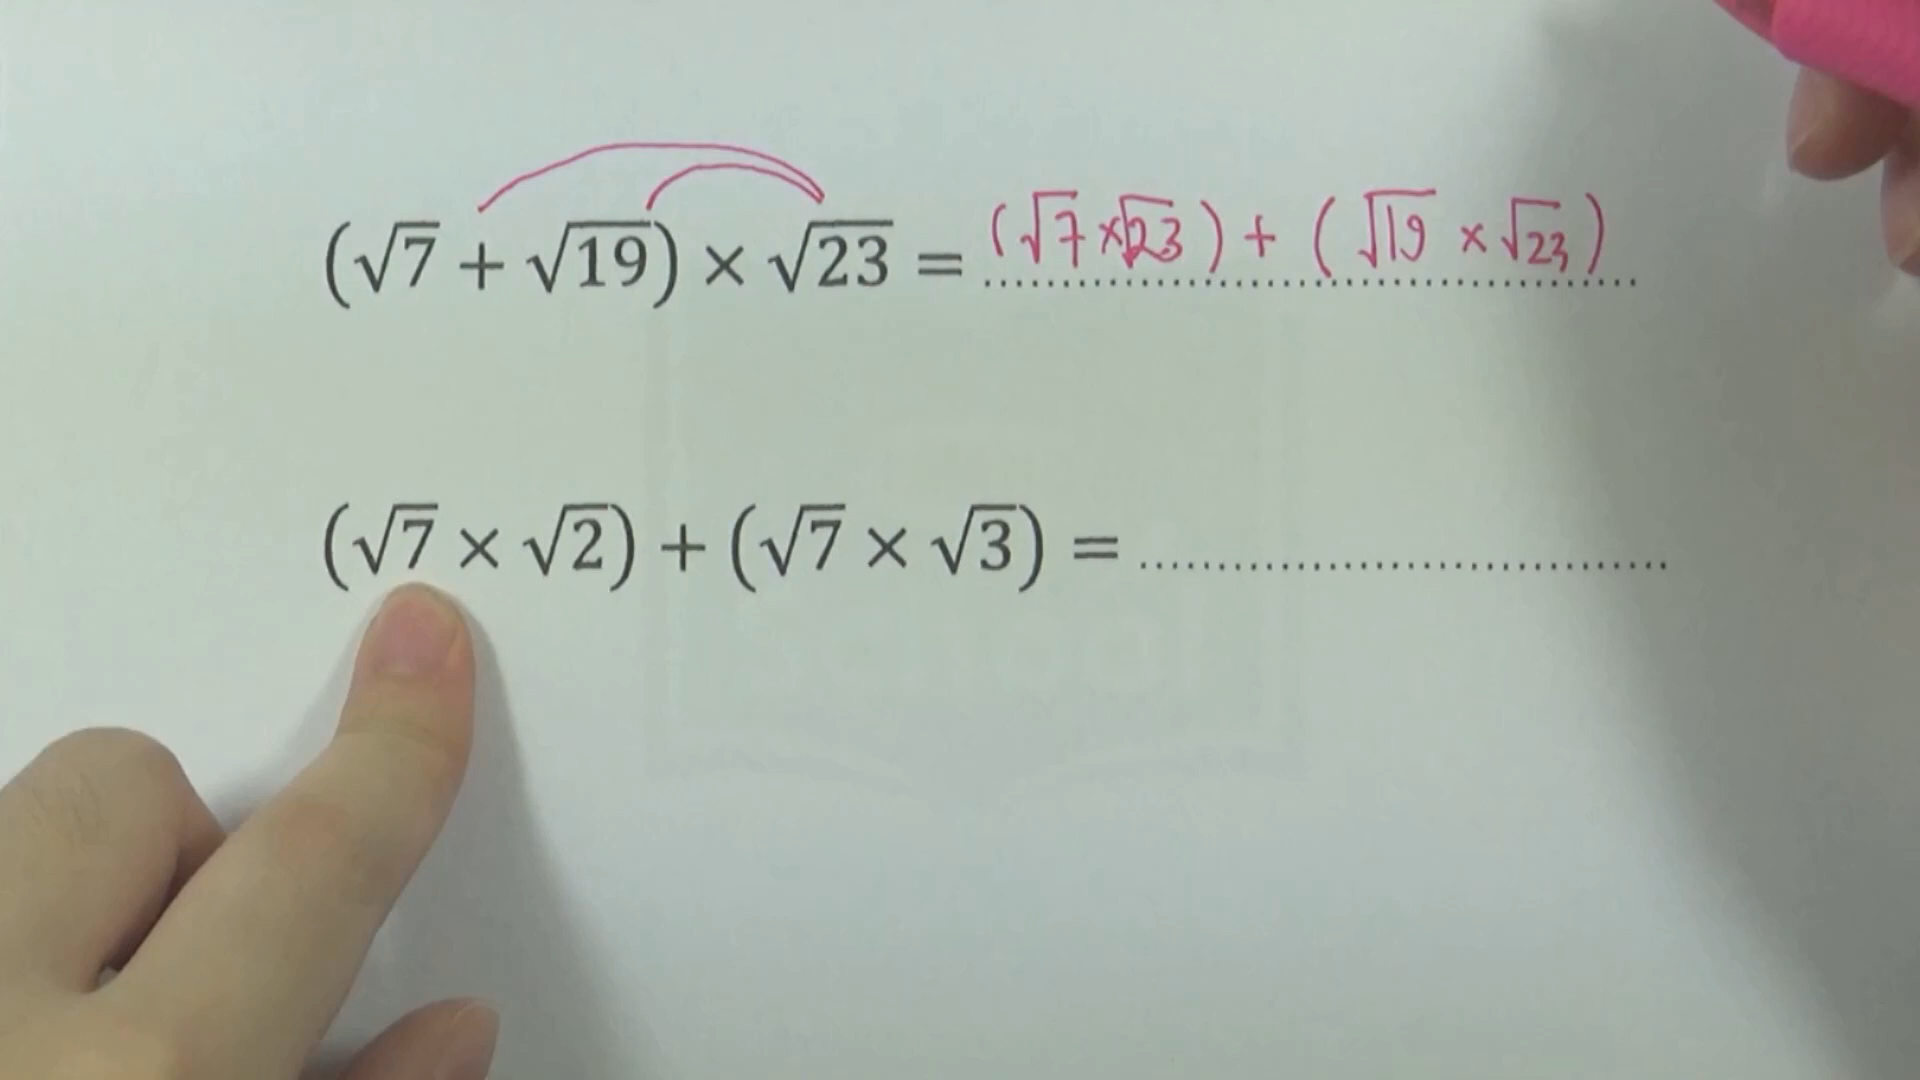 (√7 + √19) × √23 = (√7 × √23) + (√19 × √23)
(√7 × √2) + (√7 × √3) = ..................................